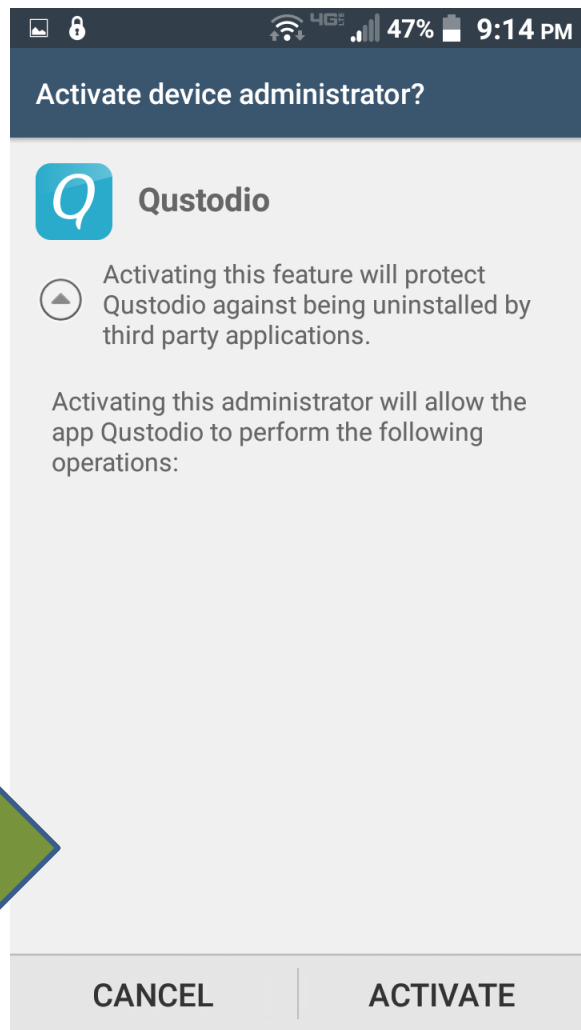 4G 47% 9:14 PM
Activate device administrator?
Q Qustodio
Activating this feature will protect
Qustodio against being uninstalled by
third party applications.
Activating this administrator will allow the
app Qustodio to perform the following
operations:
CANCEL ACTIVATE